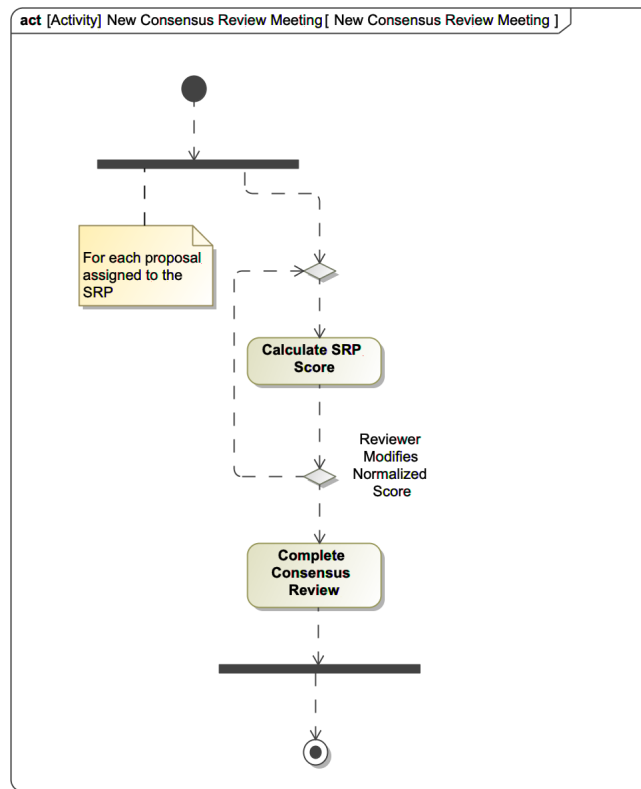 act [Activity] New Consensus Review Meeting[ New Consensus Review Meeting ]
For each proposal
assigned to the
SRP
Calculate SRP
Score
Reviewer
Modifies
Normalized
Score
Complete
Consensus
Review